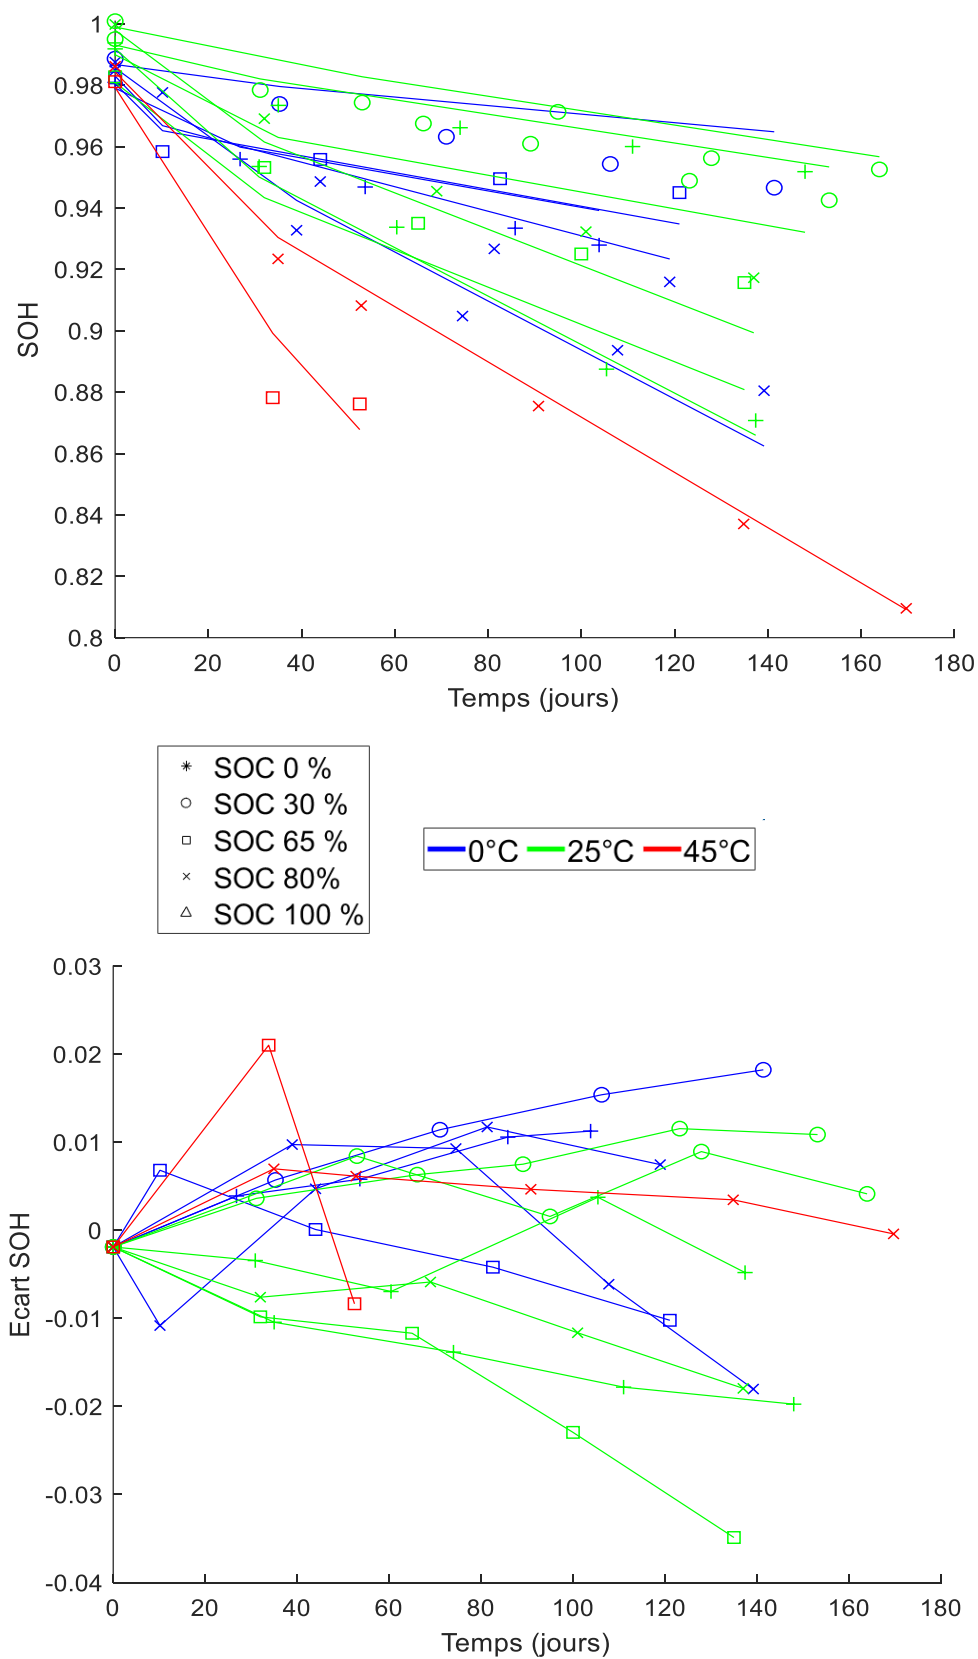 1
0.98
0.96
0.94
0.92
0.9
0.88
0.86
0.84
0.82
0.8
SOH
0 20 40 60 80 100 120 140 160 180
Temps (jours)
SOC 0 %
SOC 30 %
SOC 65 %
SOC 80%
SOC 100 %
0°C 25°C 45°C
0.03
0.02
0.01
0
-0.01
-0.02
-0.03
-0.04
Ecart SOH
0 20 40 60 80 100 120 140 160 180
Temps (jours)